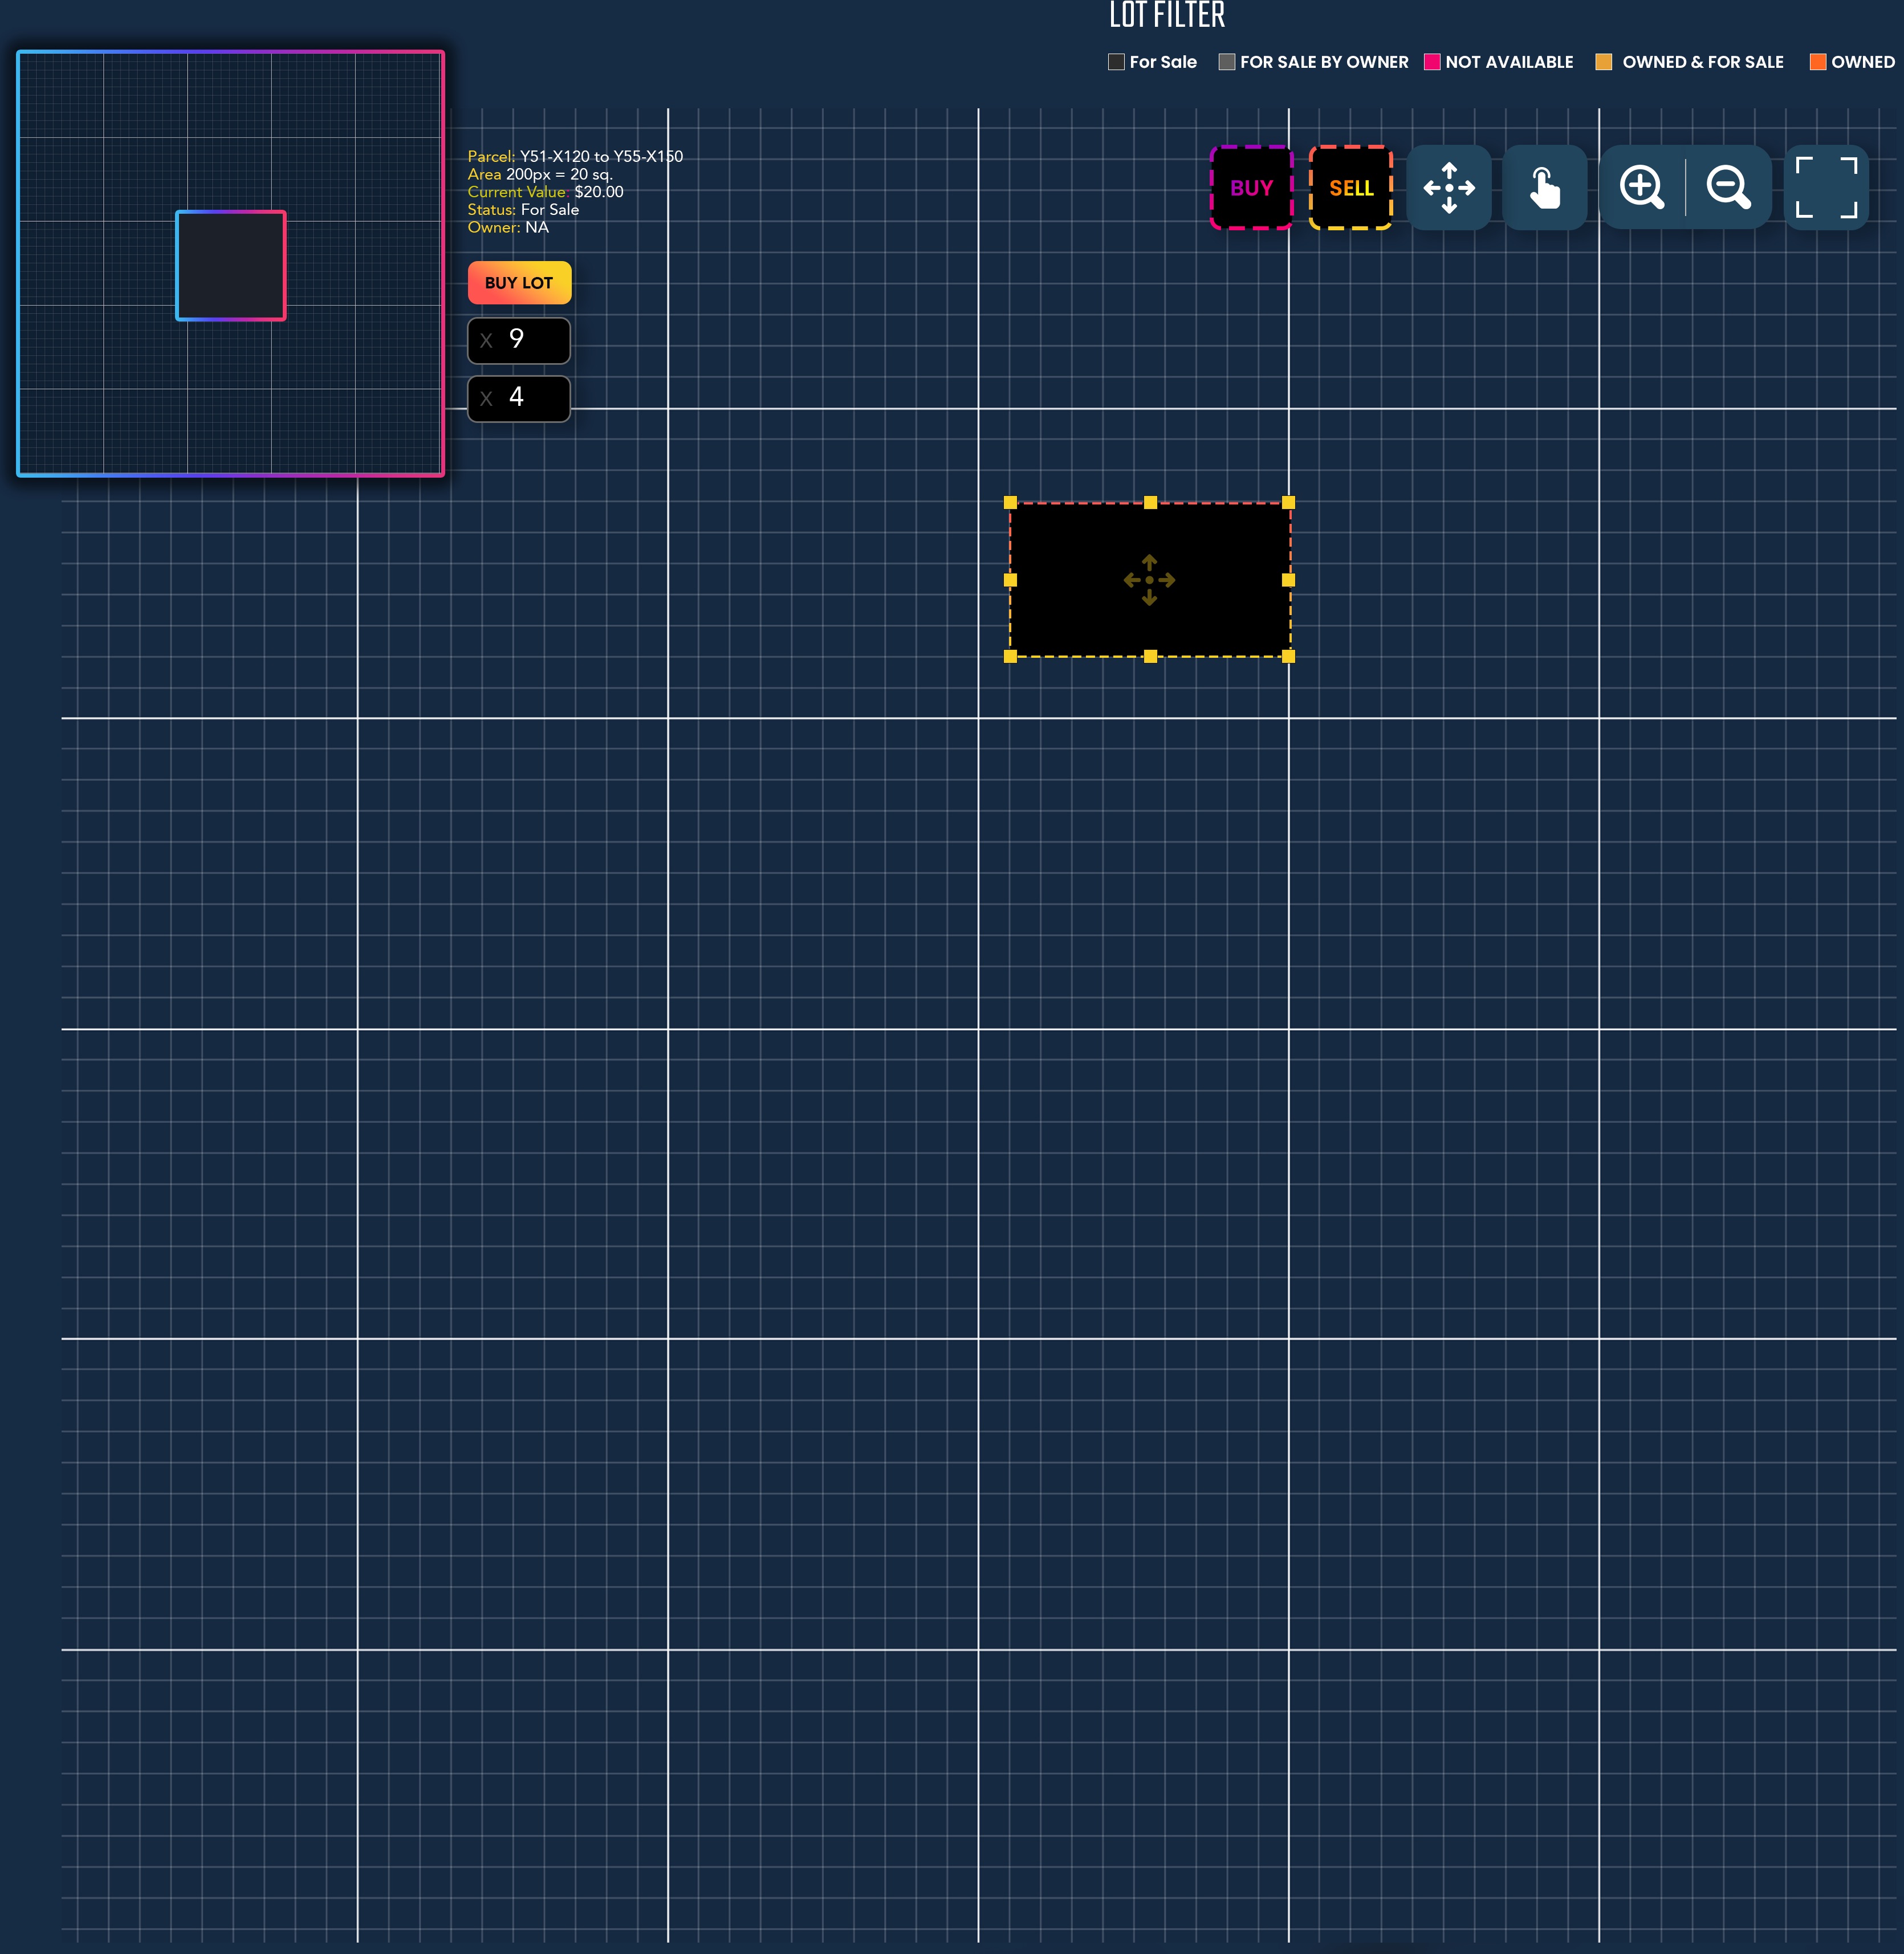 LOT FILTER
For Sale FOR SALE BY OWNER NOT AVAILABLE OWNED & FOR SALE OWNED
Parcel: Y51-X120 to Y55-X150
Area 200px = 20 sq.
Current Value: $20.00
Status: For Sale
Owner: NA
BUY SELL
BUY LOT
X 9
X 4